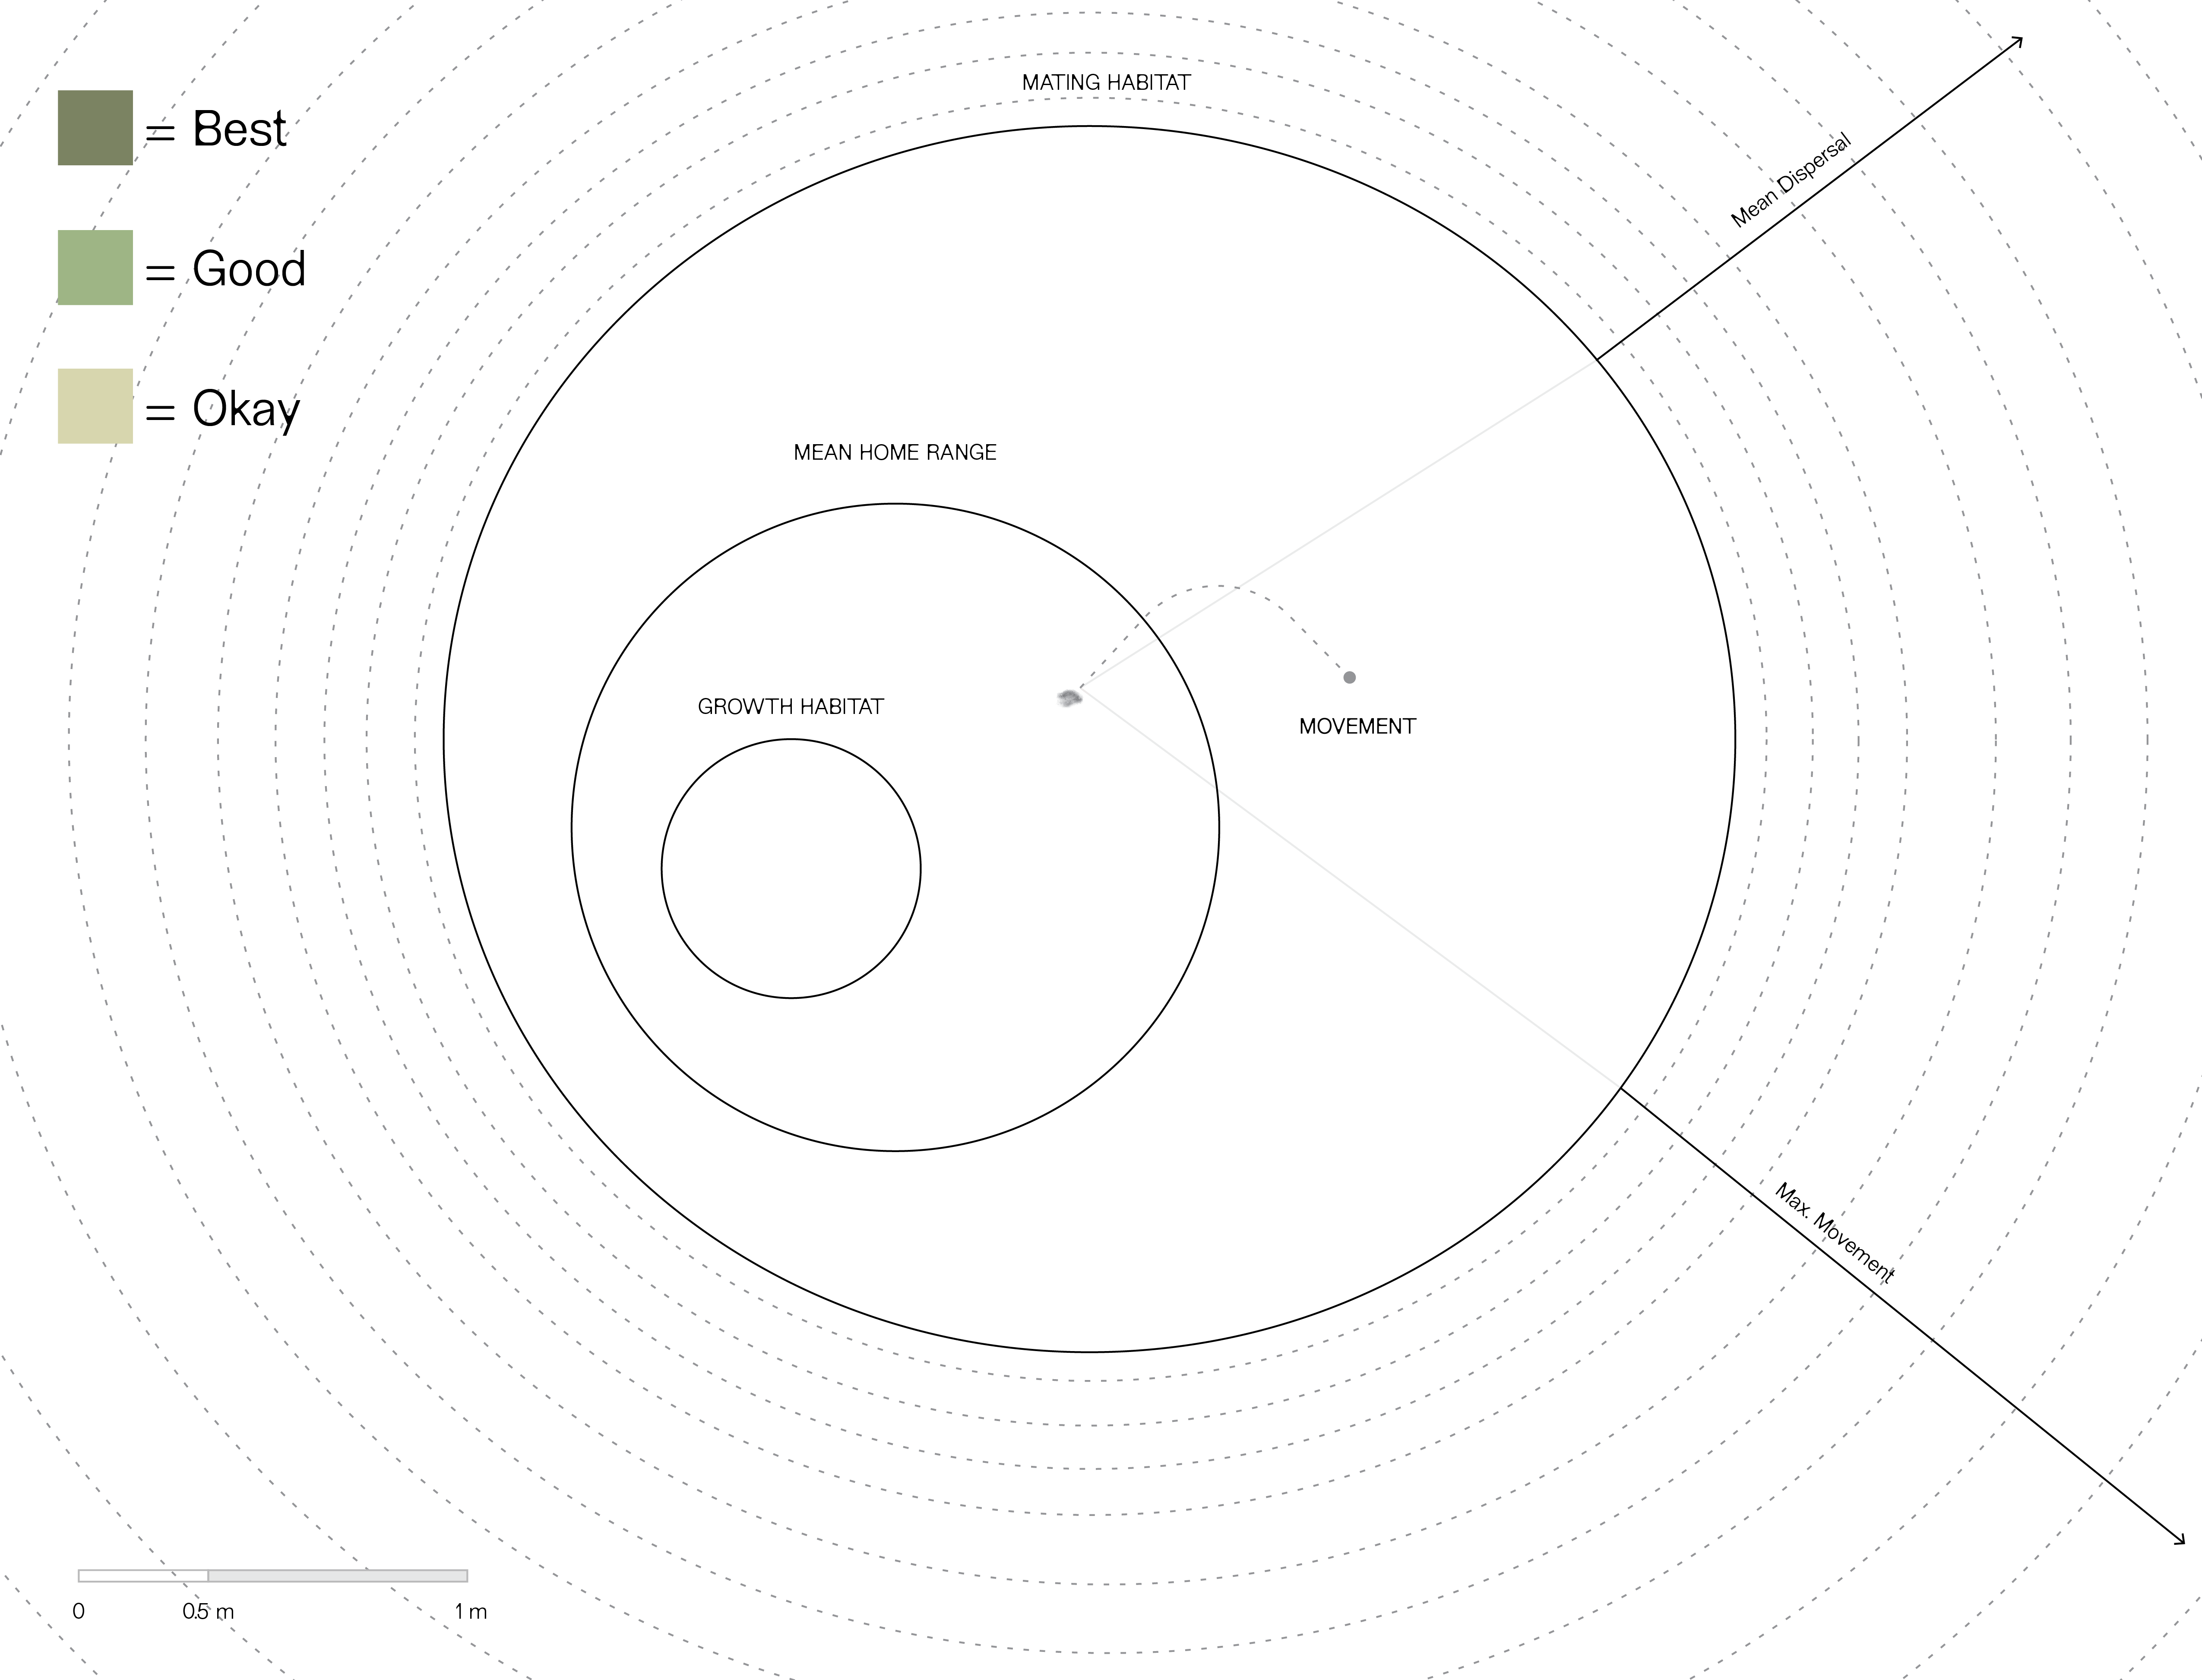 MATING HABITAT
= Best
= Good
= Okay
Mean Dispersal
MEAN HOME RANGE
GROWTH HABITAT
MOVEMENT
Max. Movement
0 0.5 m 1 m